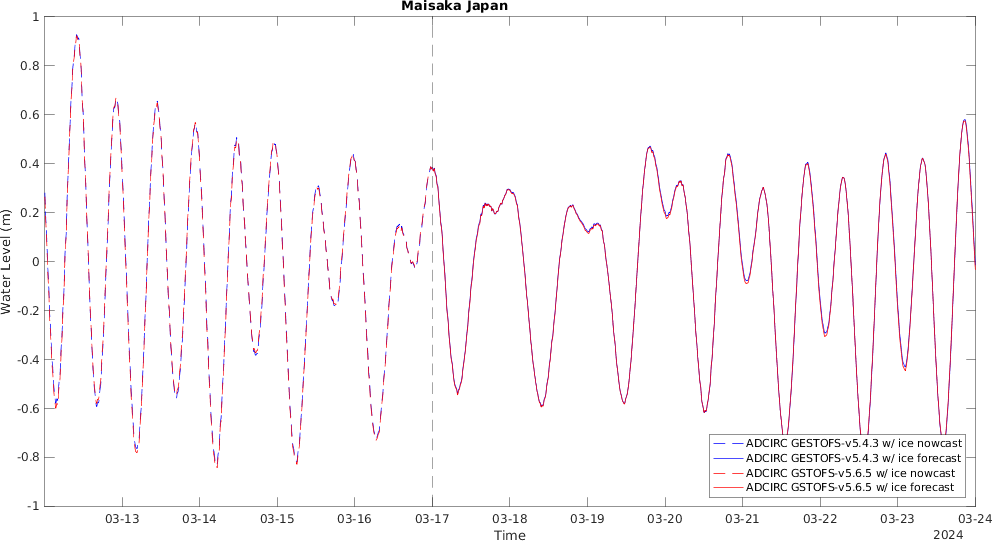 Maisaka Japan
1
0.8
0.6
0.4
0.2
0
-0.2
-0.4
-0.6
-0.8
-1
Water Level (m)
ADCIRC GESTOFS-v5.4.3 w/ ice nowcast
ADCIRC GESTOFS-v5.4.3 w/ ice forecast
ADCIRC GSTOFS-v5.6.5 w/ ice nowcast
ADCIRC GSTOFS-v5.6.5 w/ ice forecast
03-13 03-14 03-15 03-16 03-17 03-18 03-19 03-20 03-21 03-22 03-23 03-24
Time
2024